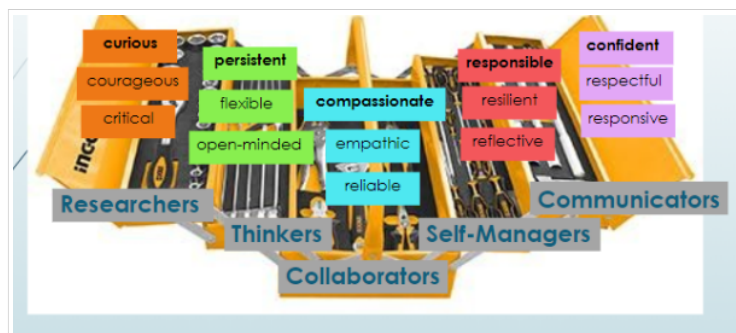 curious
courageous
critical
persistent
flexible
open-minded
compassionate
empathic
reliable
responsible
resilient
reflective
confident
respectful
responsive
Researchers
Thinkers
Collaborators
Self-Managers
Communicators